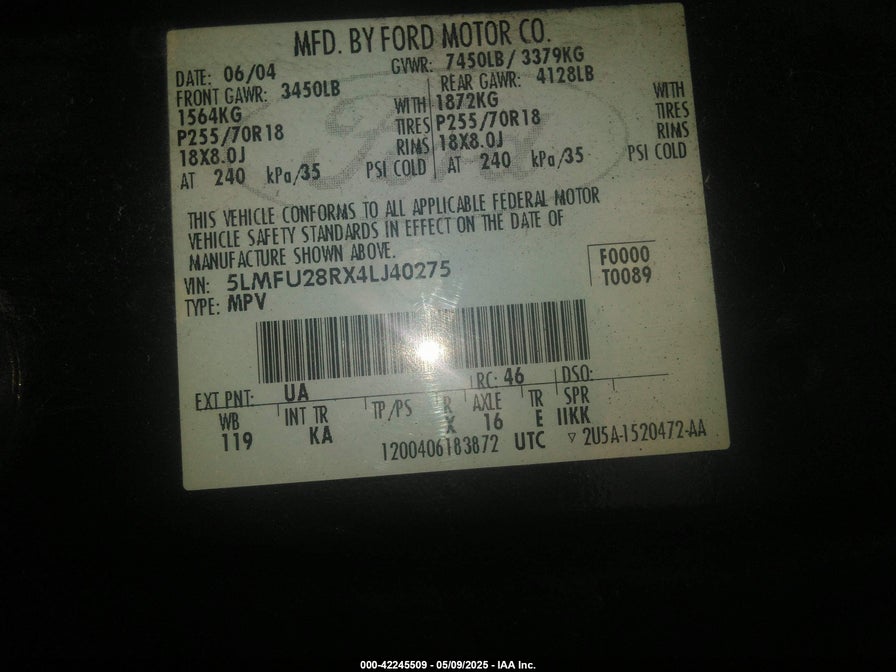 MFD. BY FORD MOTOR CO.
DATE: 06/04 GVWR: 7450LB/ 3379KG
FRONT GAWR: 3450LB REAR GAWR: 4128LB
1564KG WITH 1872KG WITH
P255/70R18 TIRES P255/70R18 TIRES
18X8.0J RIMS 18X8.0J RIMS
AT 240 kPa/35 PSI COLD AT 240 kPa/35 PSI COLD
THIS VEHICLE CONFORMS TO ALL APPLICABLE FEDERAL MOTOR
VEHICLE SAFETY STANDARDS IN EFFECT ON THE DATE OF
MANUFACTURE SHOWN ABOVE.
VIN: 5LMFU28RX4LJ40275 F0000
TYPE: MPV T0089
EXT PNT: UA RC: 46 DSO:
WB INT TR TP/PS R AXLE TR SPR
119 KA X 16 E IIKK
1200406183872 UTC ▽ 2U5A-1520472-AA
Ford
000-42245509 - 05/09/2025 - IAA Inc.